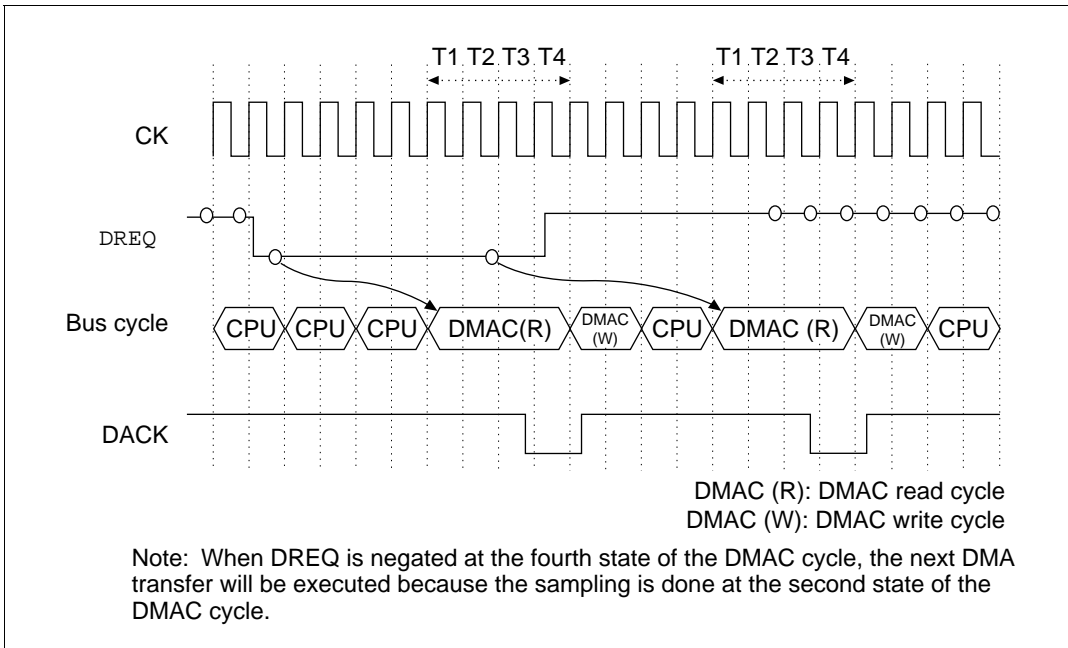 T1 T2 T3 T4 T1 T2 T3 T4
CK
DREQ
Bus cycle
CPU CPU CPU DMAC(R) DMAC (W) CPU DMAC (R) DMAC (W) CPU
DACK
DMAC (R): DMAC read cycle
DMAC (W): DMAC write cycle
Note: When DREQ is negated at the fourth state of the DMAC cycle, the next DMA
transfer will be executed because the sampling is done at the second state of the
DMAC cycle.